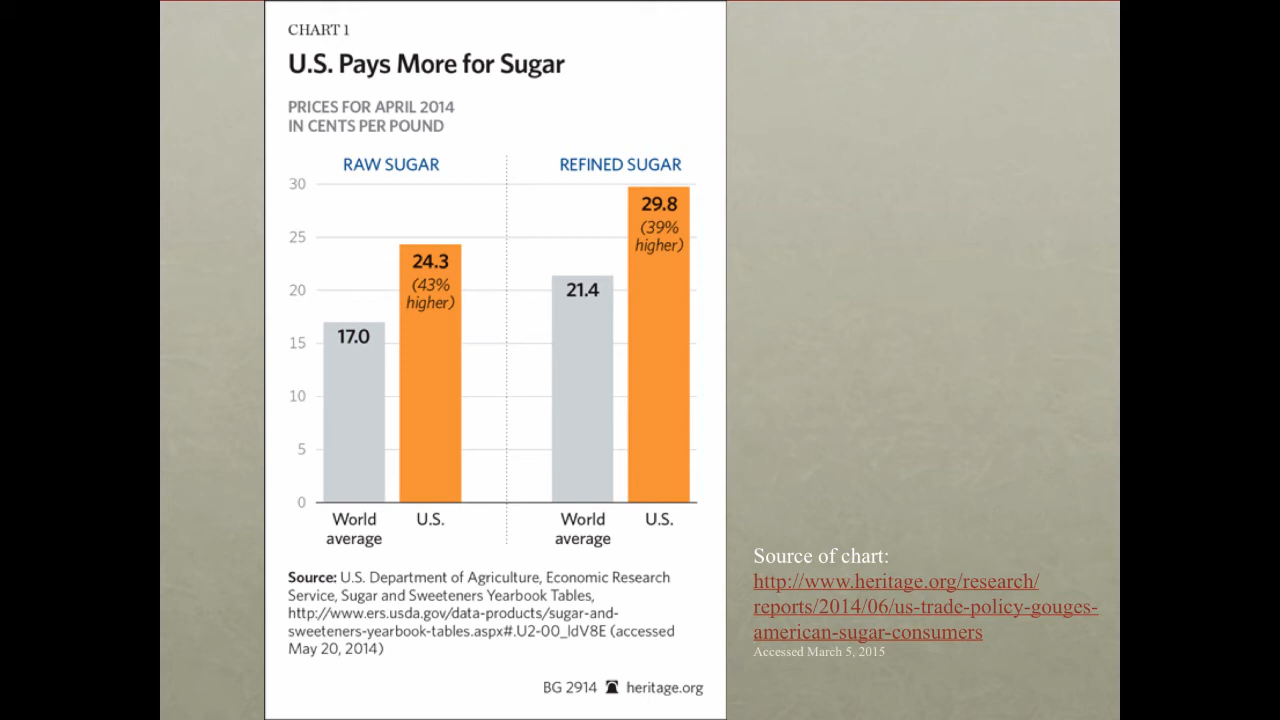 CHART 1
U.S. Pays More for Sugar
PRICES FOR APRIL 2014
IN CENTS PER POUND
RAW SUGAR
REFINED SUGAR
30
25
20
15
10
5
0
17.0
24.3
(43%
higher)
21.4
29.8
(39%
higher)
World
average
U.S.
World
average
U.S.
Source: U.S. Department of Agriculture, Economic Research
Service, Sugar and Sweeteners Yearbook Tables,
http://www.ers.usda.gov/data-products/sugar-and-
sweeteners-yearbook-tables.aspx#.U2-00_ldV8E (accessed
May 20, 2014)
BG 2914 heritage.org
Source of chart:
http://www.heritage.org/research/
reports/2014/06/us-trade-policy-gouges-
american-sugar-consumers
Accessed March 5, 2015